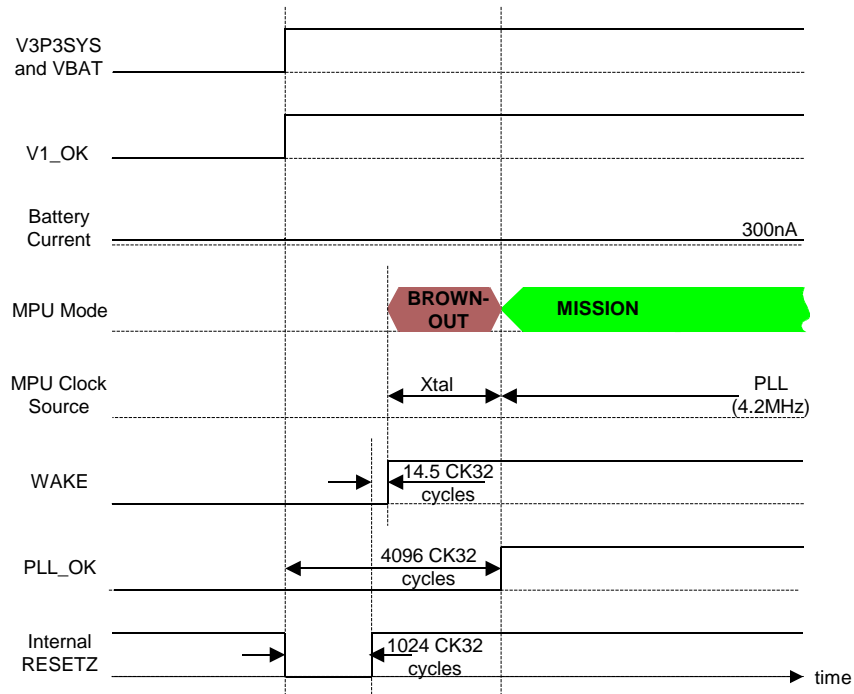 V3P3SYS
and VBAT
V1_OK
Battery
Current
300nA
MPU Mode
BROWN-
OUT
MISSION
MPU Clock
Source
Xtal
PLL
(4.2MHz)
WAKE
14.5 CK32
cycles
PLL_OK
4096 CK32
cycles
Internal
RESETZ
1024 CK32
cycles
time